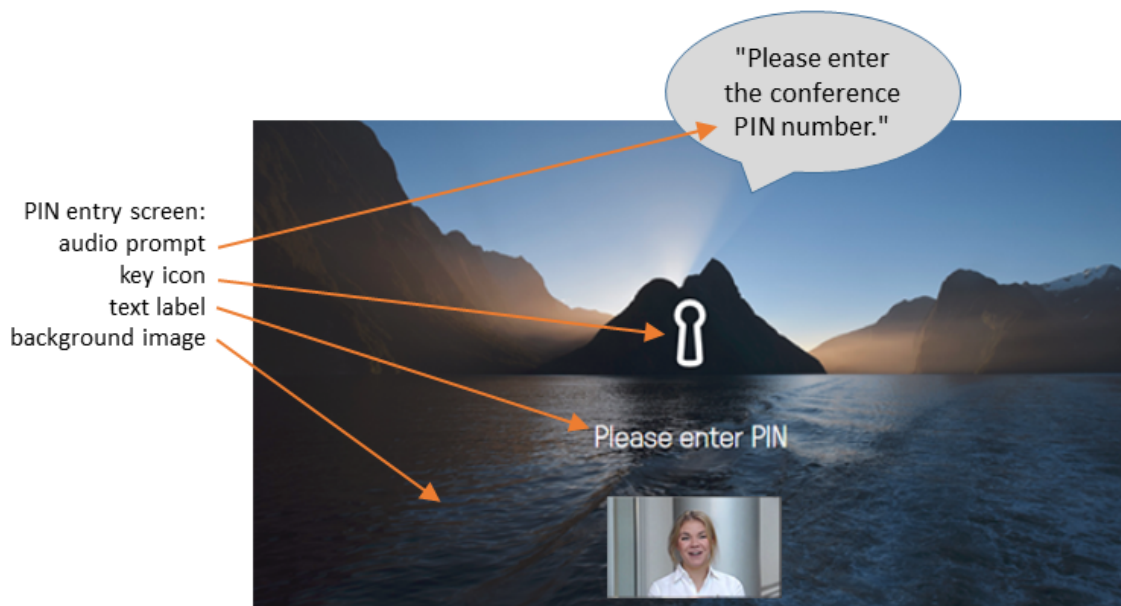 "Please enter
the conference
PIN number."
PIN entry screen:
audio prompt
key icon
text label
background image
Please enter PIN